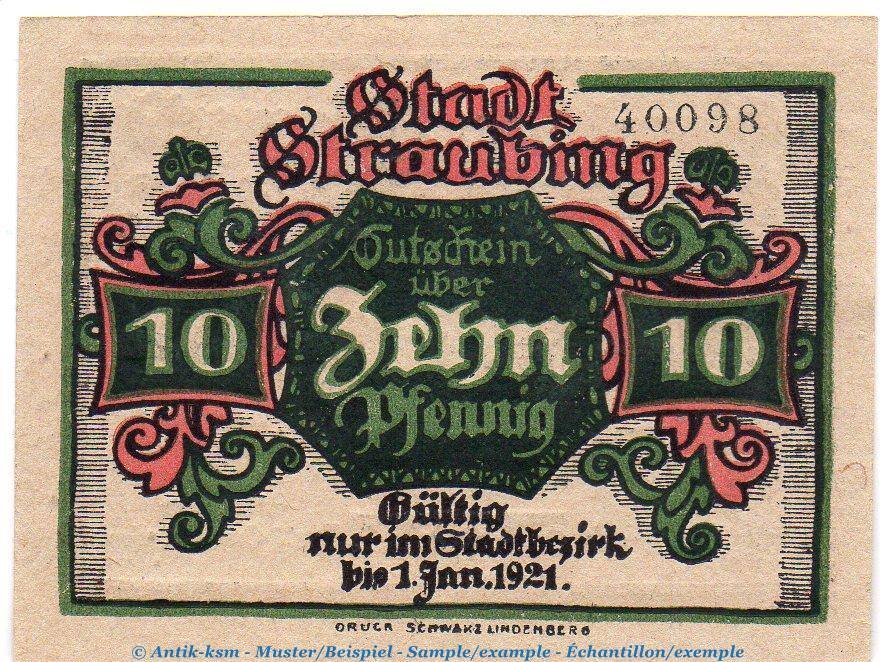 Stadt
Straubing
40098
Gutschein
über
Zehn
Pfennig
10
10
Gültig
nur im Stadtbezirk
bis 1. Jan. 1921.
DRUCK SCHWARZ LINDENBERG
© Antik-ksm - Muster/Beispiel - Sample/example - Échantillon/exemple